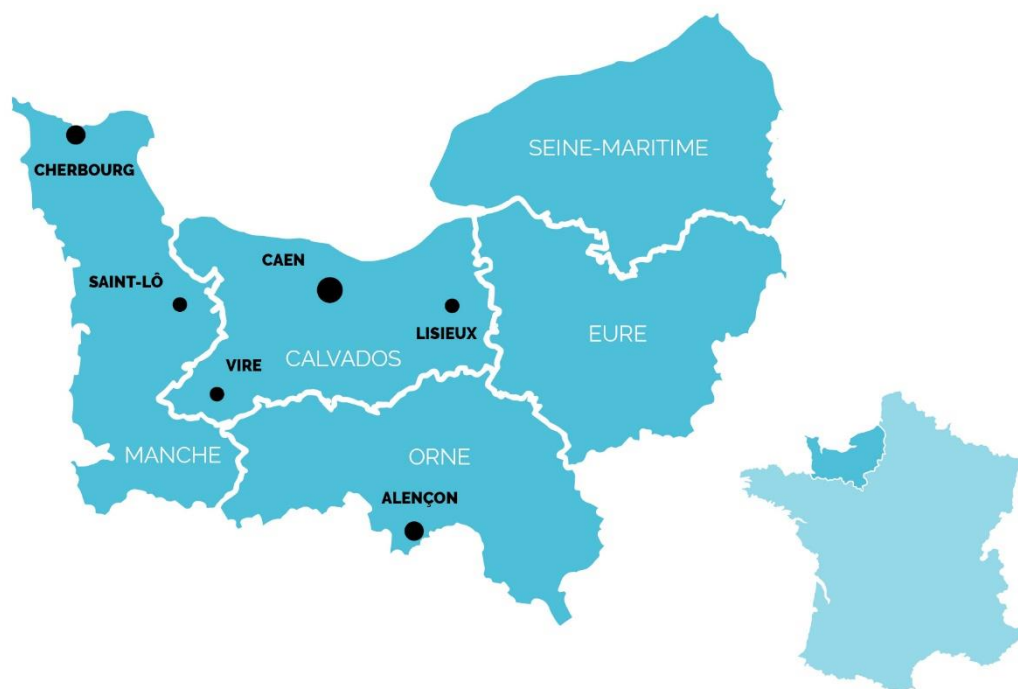 SEINE-MARITIME
CHERBOURG
CAEN
SAINT-LÔ
LISIEUX
EURE
CALVADOS
VIRE
MANCHE
ORNE
ALENÇON